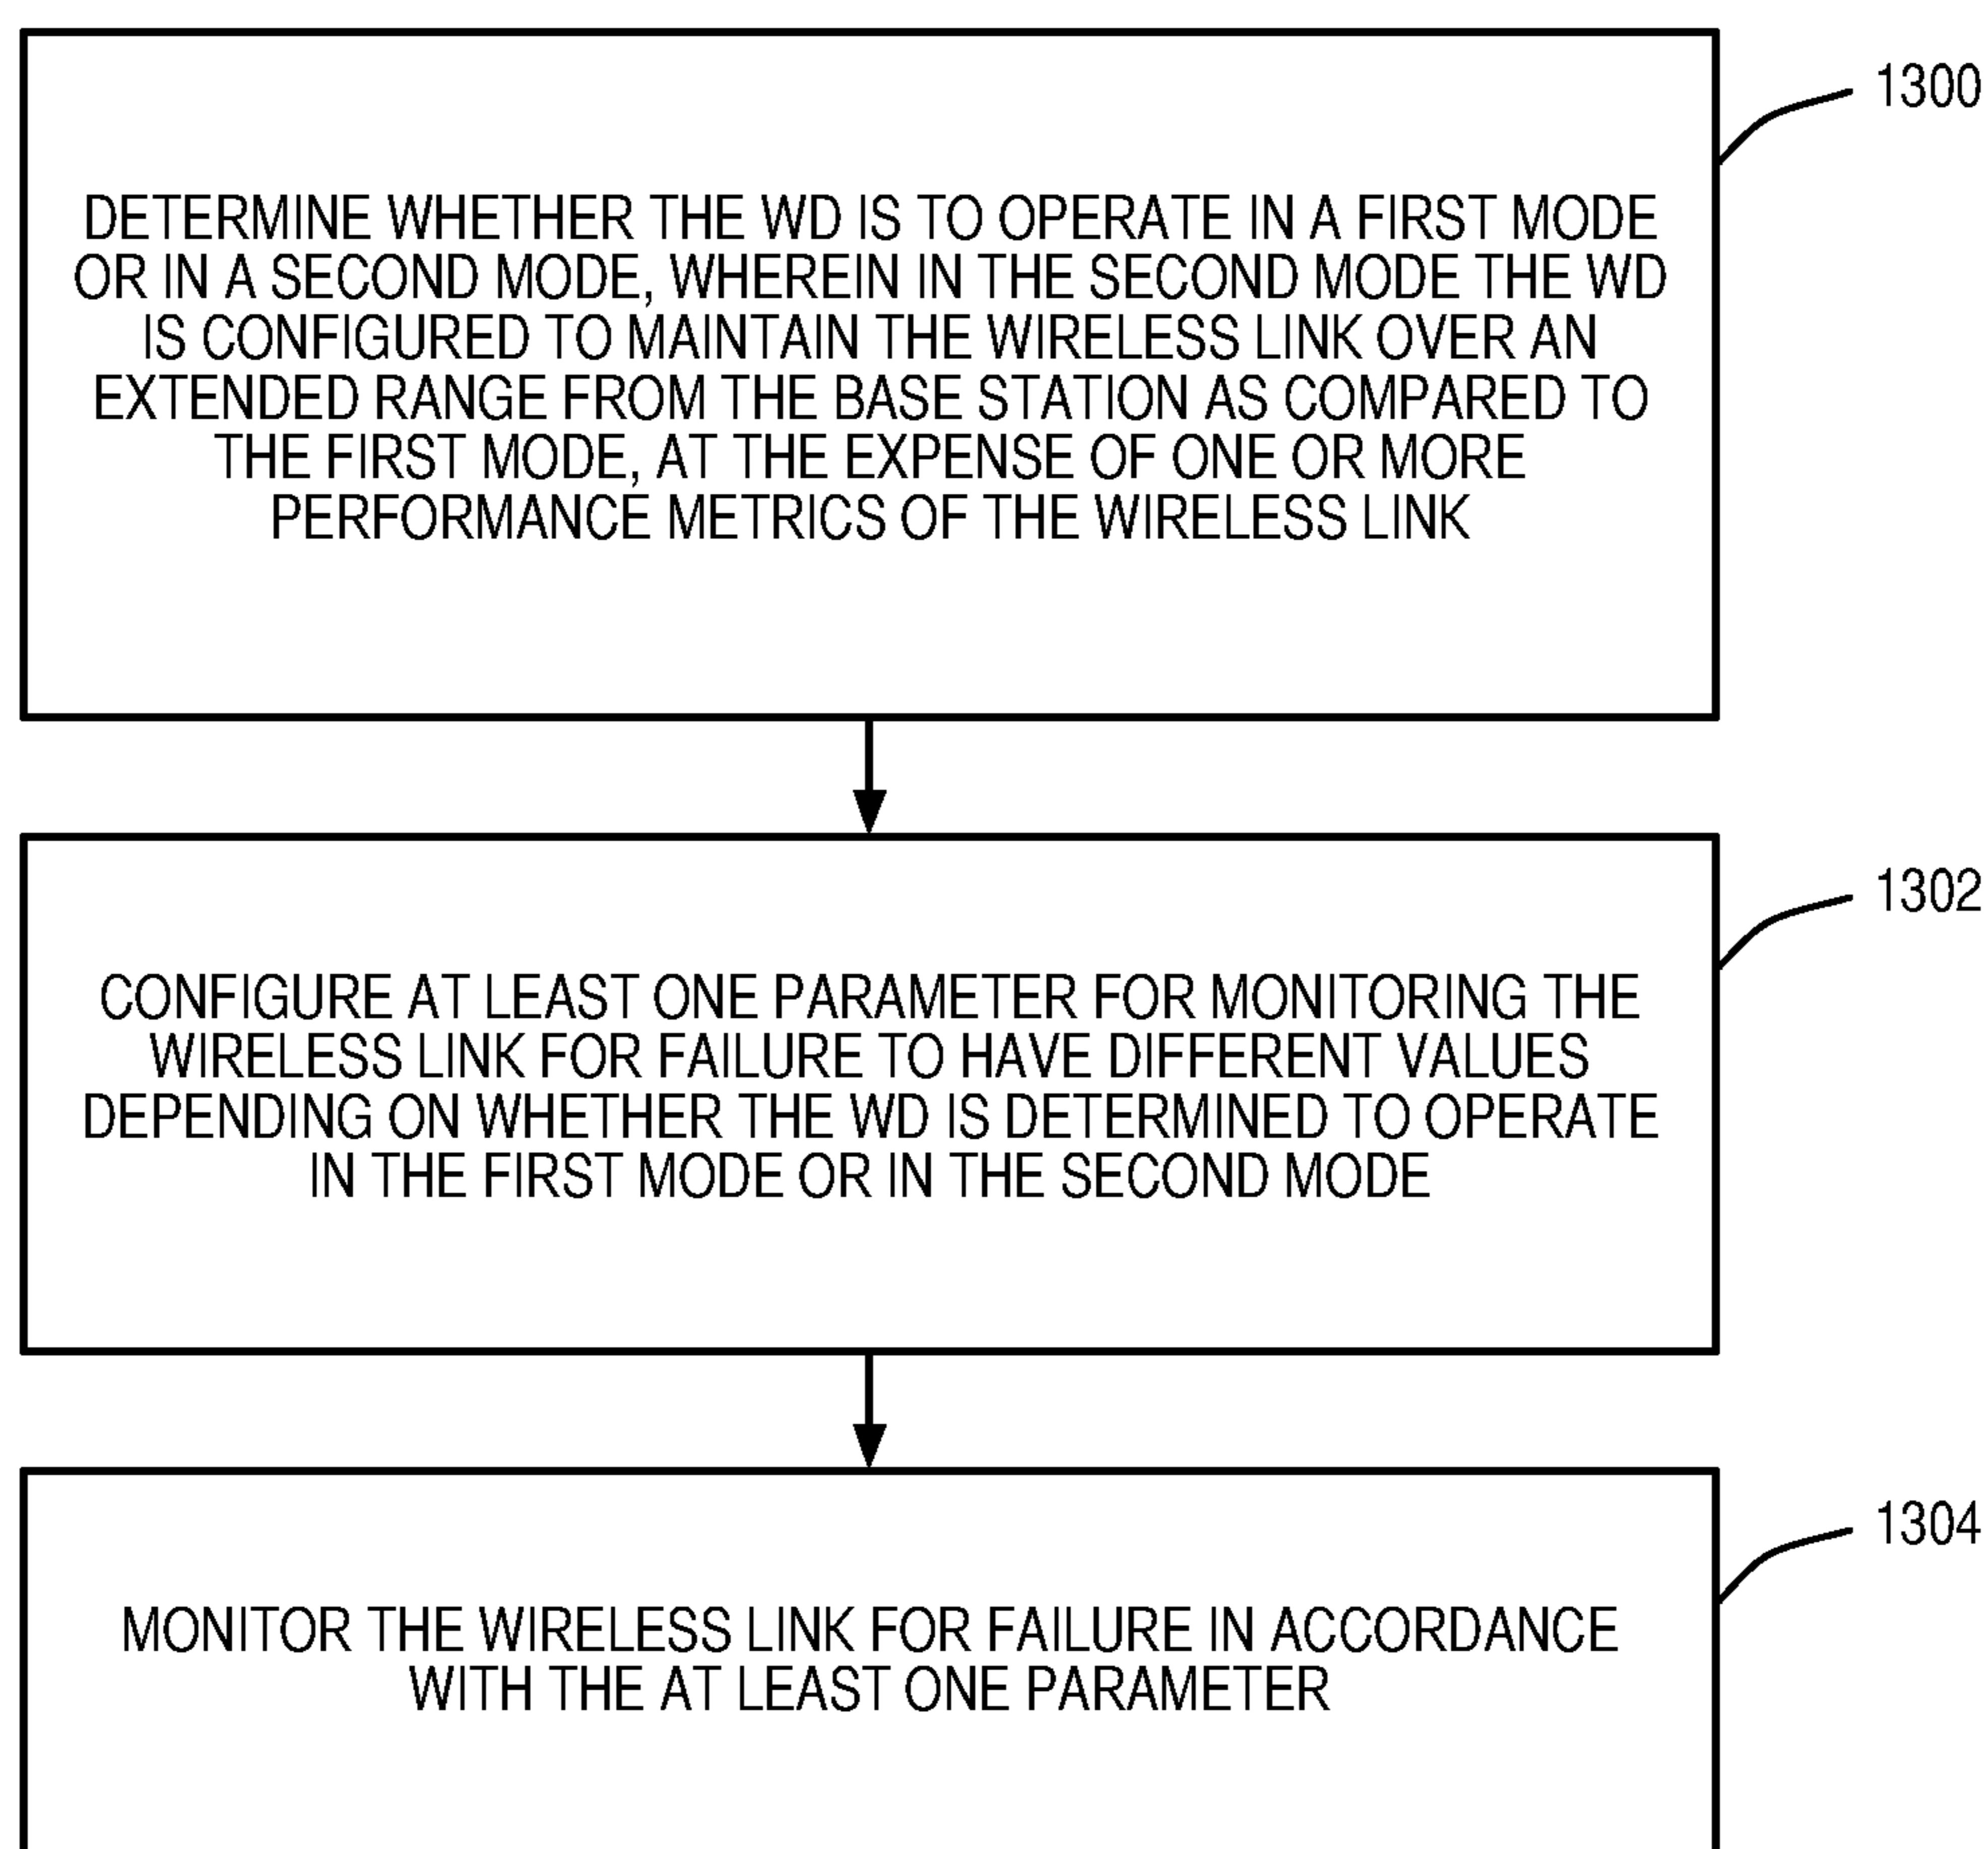 1300
DETERMINE WHETHER THE WD IS TO OPERATE IN A FIRST MODE
OR IN A SECOND MODE, WHEREIN IN THE SECOND MODE THE WD
IS CONFIGURED TO MAINTAIN THE WIRELESS LINK OVER AN
EXTENDED RANGE FROM THE BASE STATION AS COMPARED TO
THE FIRST MODE, AT THE EXPENSE OF ONE OR MORE
PERFORMANCE METRICS OF THE WIRELESS LINK
1302
CONFIGURE AT LEAST ONE PARAMETER FOR MONITORING THE
WIRELESS LINK FOR FAILURE TO HAVE DIFFERENT VALUES
DEPENDING ON WHETHER THE WD IS DETERMINED TO OPERATE
IN THE FIRST MODE OR IN THE SECOND MODE
1304
MONITOR THE WIRELESS LINK FOR FAILURE IN ACCORDANCE
WITH THE AT LEAST ONE PARAMETER